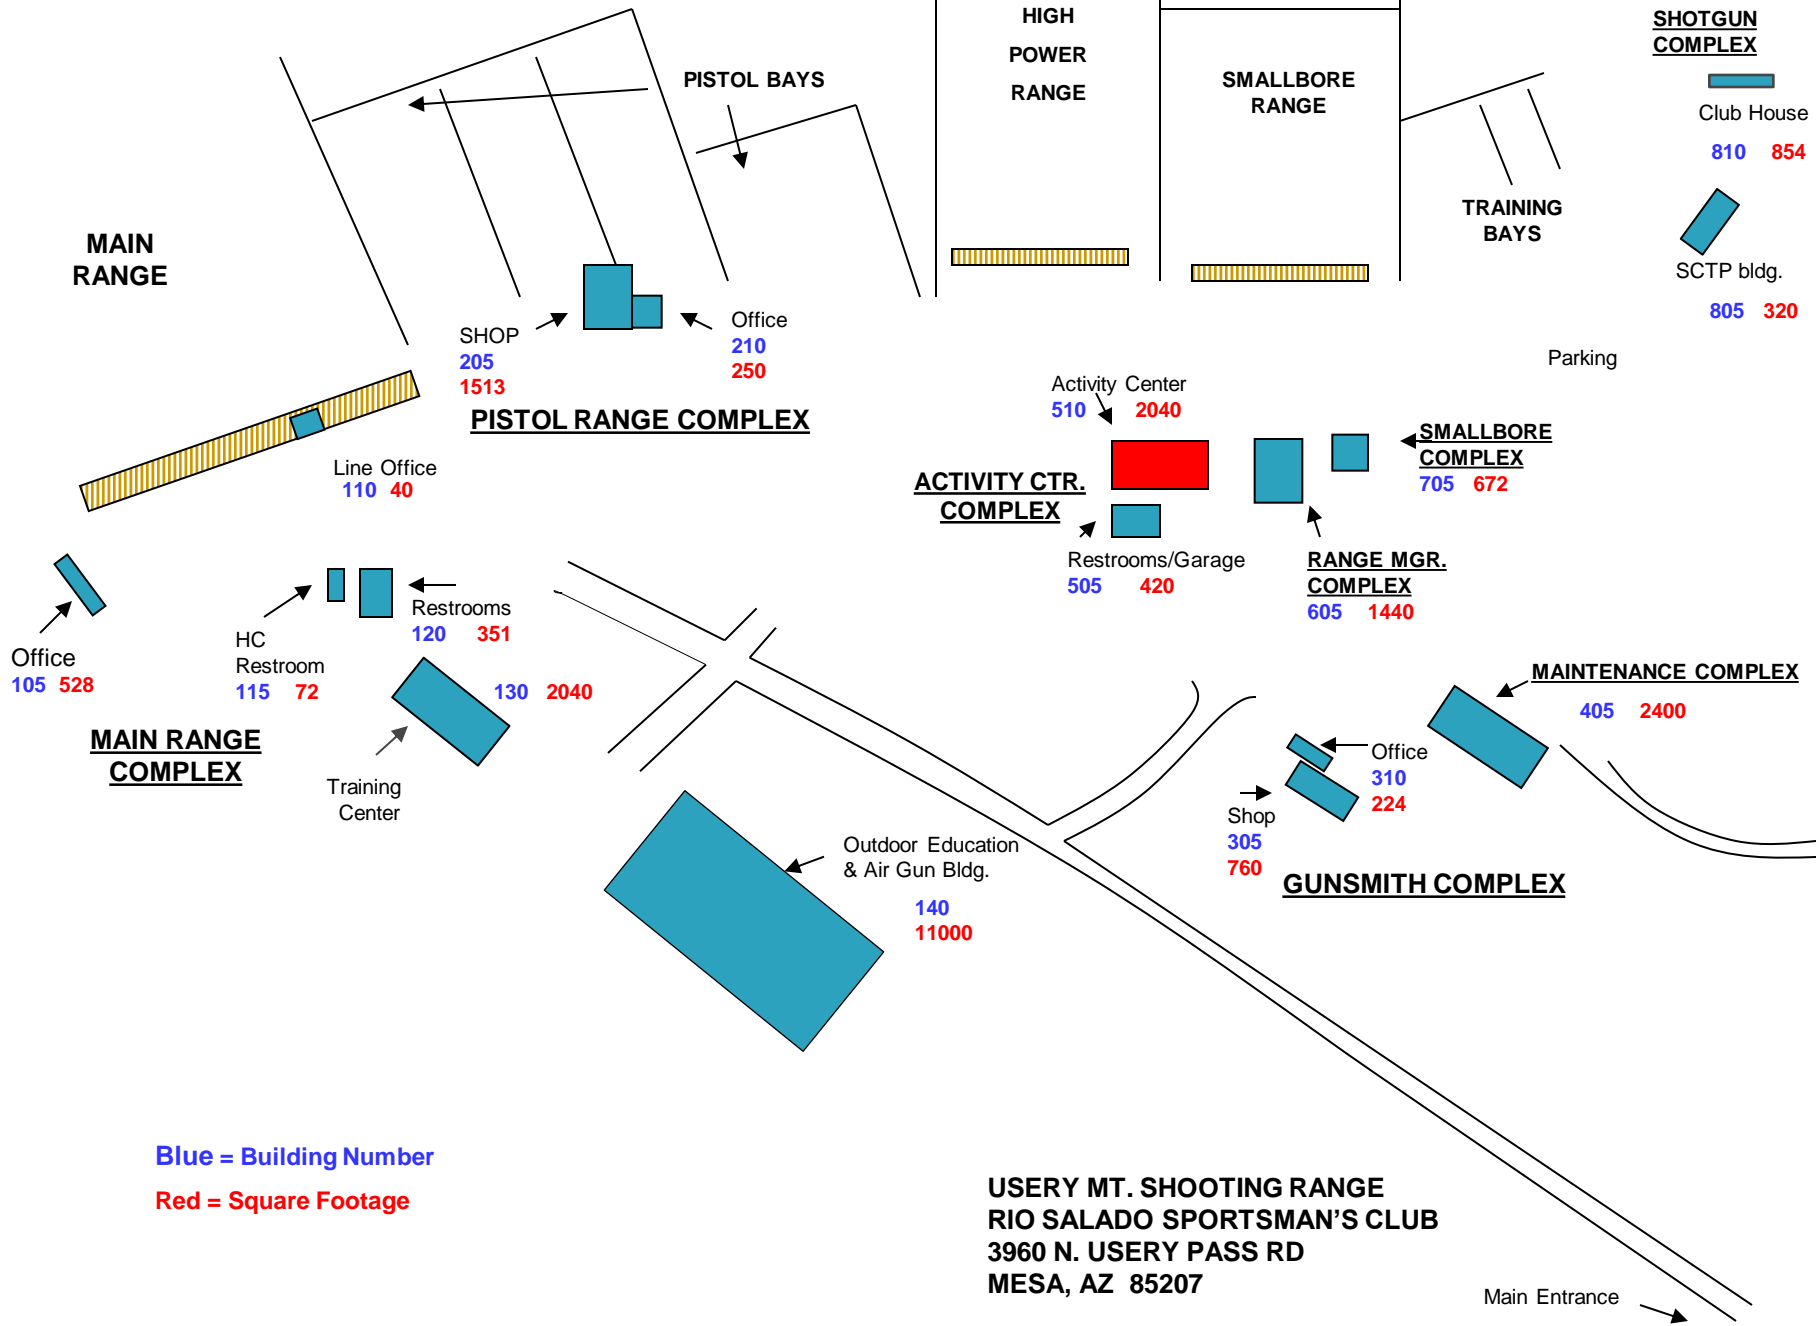 HIGH
POWER
RANGE
SHOTGUN
COMPLEX
PISTOL BAYS
SMALLBORE
RANGE
Club House
810 854
TRAINING
BAYS
MAIN
RANGE
SCTP bldg.
805 320
SHOP
205
1513
Office
210
250
Parking
PISTOL RANGE COMPLEX
Activity Center
510 2040
SMALLBORE
COMPLEX
705 672
Line Office
110 40
ACTIVITY CTR.
COMPLEX
Restrooms/Garage
505 420
RANGE MGR.
COMPLEX
605 1440
Restrooms
120 351
HC
Restroom
115 72
Office
105 528
130 2040
MAINTENANCE COMPLEX
405 2400
MAIN RANGE
COMPLEX
Training
Center
Office
310
224
Shop
305
760
Outdoor Education
& Air Gun Bldg.
140
11000
GUNSMITH COMPLEX
Blue = Building Number
Red = Square Footage
USERY MT. SHOOTING RANGE
RIO SALADO SPORTSMAN’S CLUB
3960 N. USERY PASS RD
MESA, AZ 85207
Main Entrance